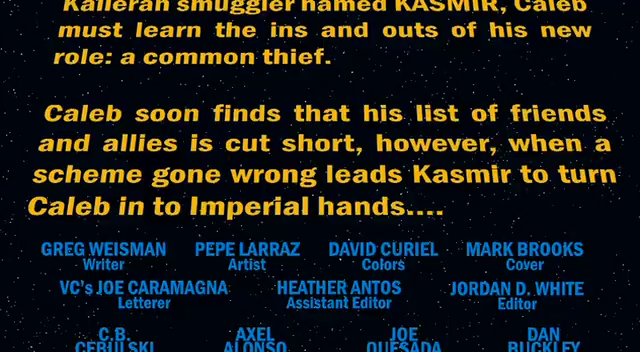 Kalleran smuggler named KASMIR, Caleb
must learn the ins and outs of his new
role: a common thief.
Caleb soon finds that his list of friends
and allies is cut short, however, when a
scheme gone wrong leads Kasmir to turn
Caleb in to Imperial hands....
GREG WEISMAN PEPE LARRAZ DAVID CURIEL MARK BROOKS
Writer Artist Colors Cover
VC's JOE CARAMAGNA HEATHER ANTOS JORDAN D. WHITE
Letterer Assistant Editor Editor
C.B. AXEL JOE DAN
CEBULSKI ALONSO QUESADA BUCKLEY